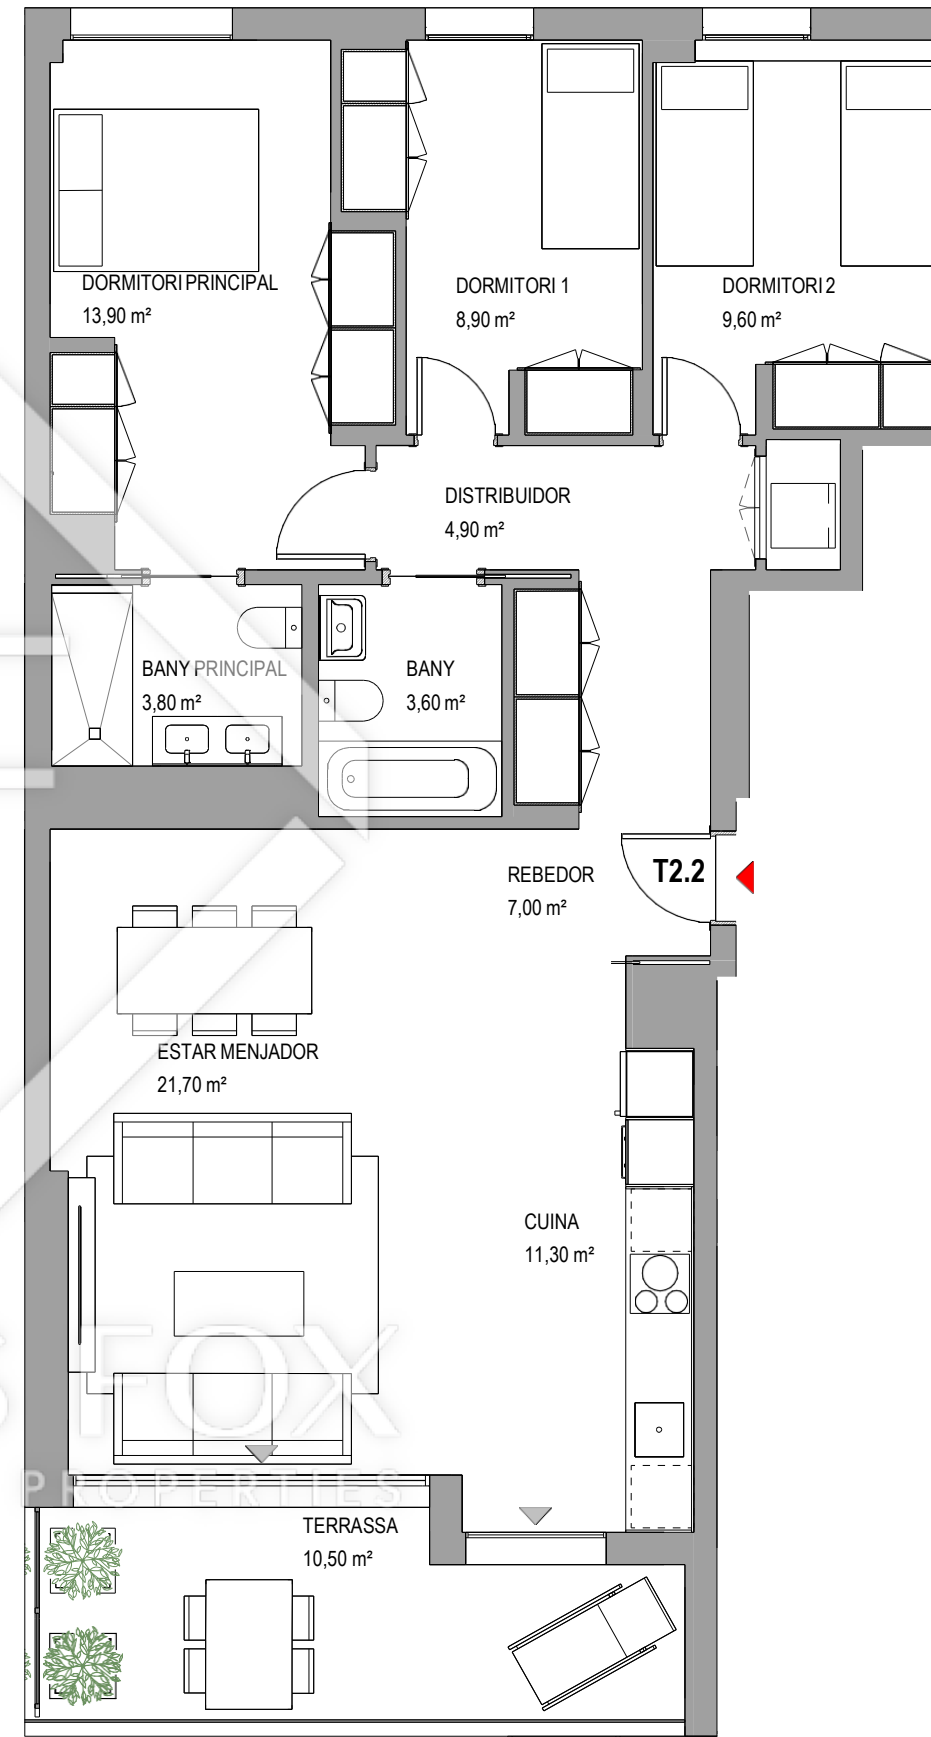 DORMITORI PRINCIPAL
13,90 m²
DORMITORI 1
8,90 m²
DORMITORI 2
9,60 m²
DISTRIBUIDOR
4,90 m²
BANY PRINCIPAL
3,80 m²
BANY
3,60 m²
REBEDOR
7,00 m²
T2.2
ESTAR MENJADOR
21,70 m²
CUINA
11,30 m²
FOX
PROPERTIES
TERRASSA
10,50 m²